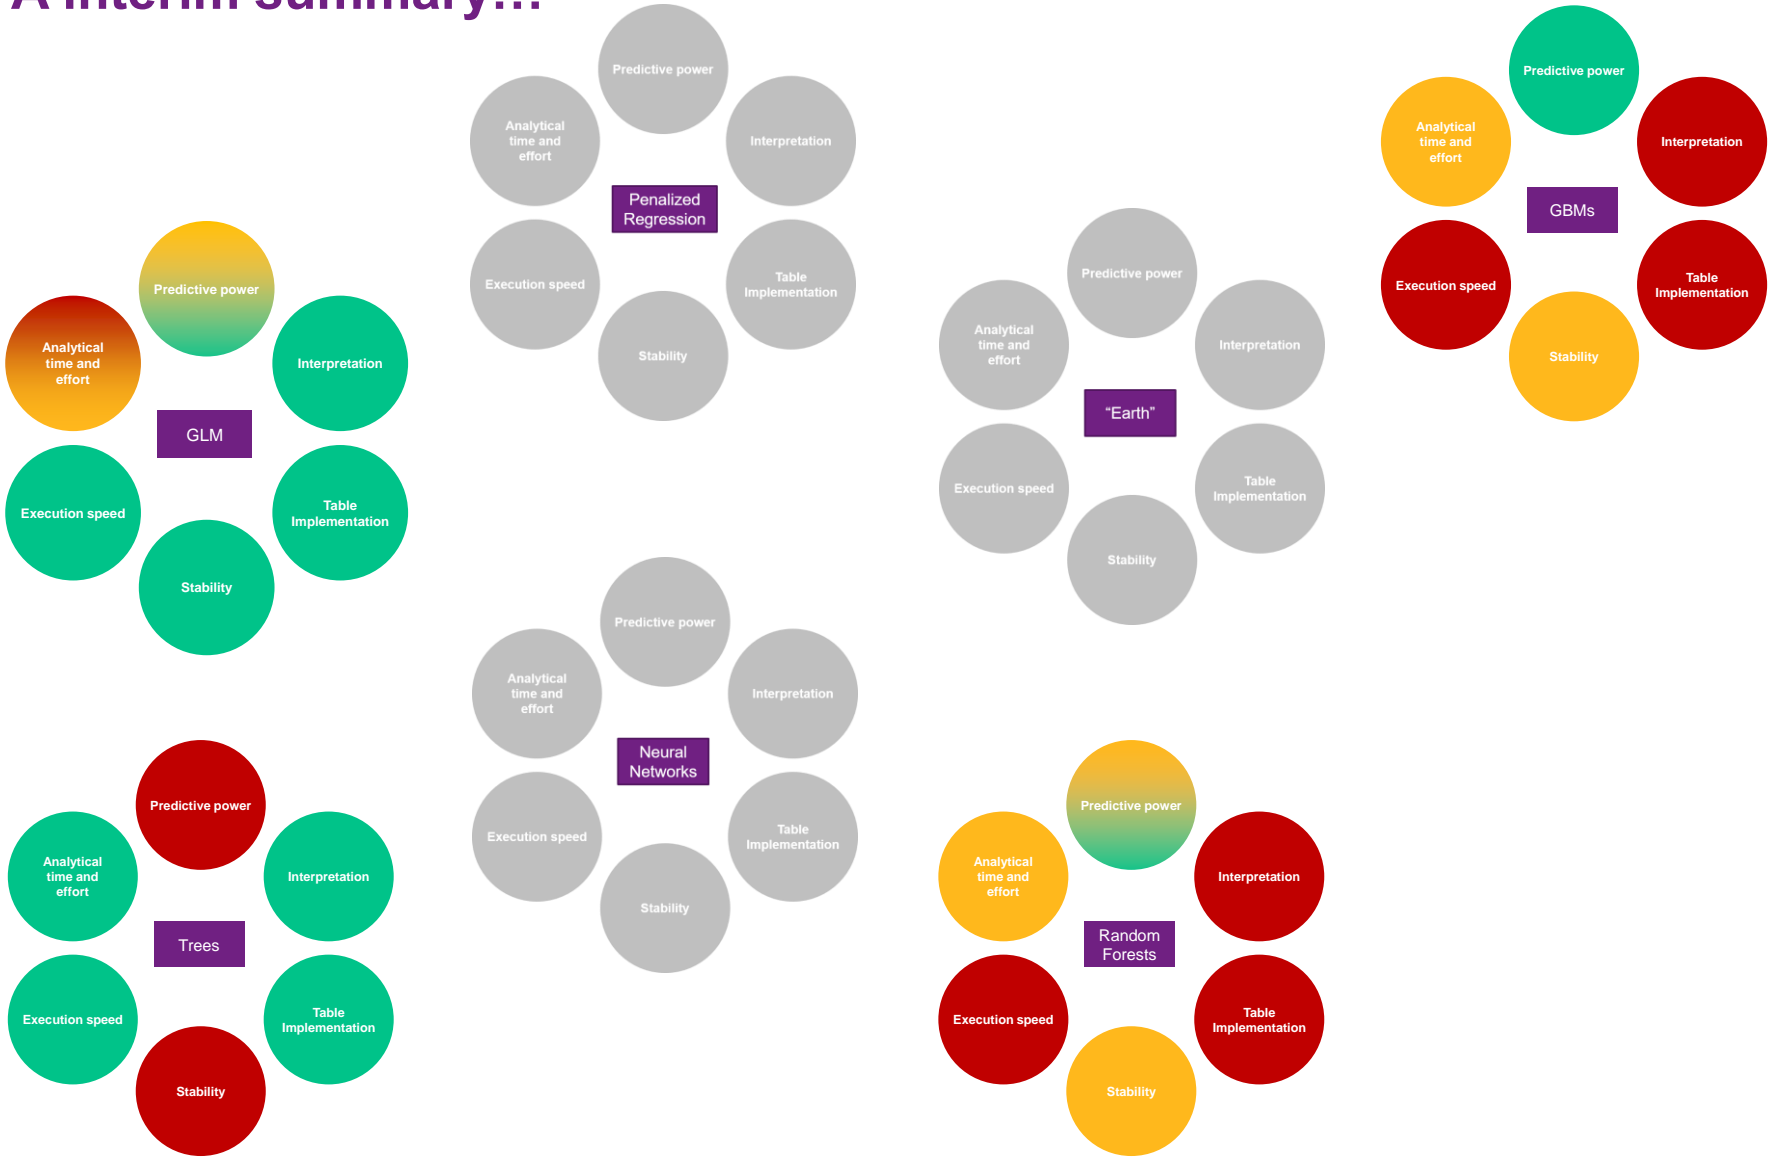 A interim summary...
Predictive power
Analytical
time and
effort
Interpretation
Penalized
Regression
Execution speed
Table
Implementation
Stability
Predictive power
Analytical
time and
effort
Interpretation
GBMs
Execution speed
Table
Implementation
Stability
Predictive power
Analytical
time and
effort
Interpretation
GLM
Execution speed
Table
Implementation
Stability
Predictive power
Analytical
time and
effort
Interpretation
“Earth”
Execution speed
Table
Implementation
Stability
Predictive power
Analytical
time and
effort
Interpretation
Neural
Networks
Execution speed
Table
Implementation
Stability
Predictive power
Analytical
time and
effort
Interpretation
Trees
Execution speed
Table
Implementation
Stability
Predictive power
Analytical
time and
effort
Interpretation
Random
Forests
Execution speed
Table
Implementation
Stability